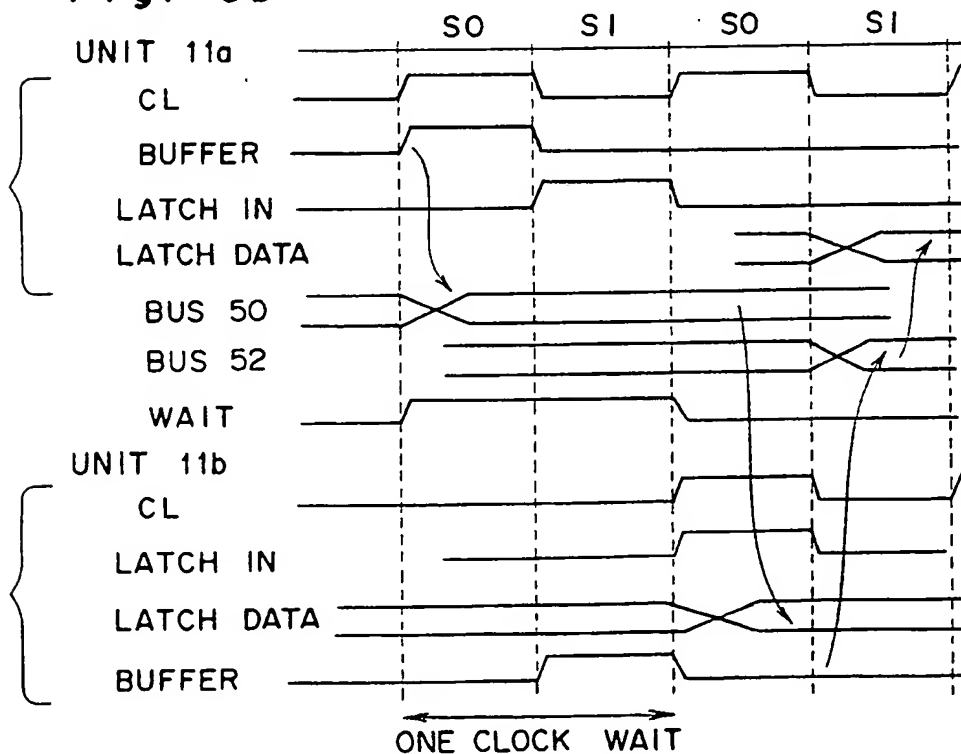 S0 S1 S0 S1
UNIT 11a
CL
BUFFER
LATCH IN
LATCH DATA
BUS 50
BUS 52
WAIT
UNIT 11b
CL
LATCH IN
LATCH DATA
BUFFER
ONE CLOCK WAIT